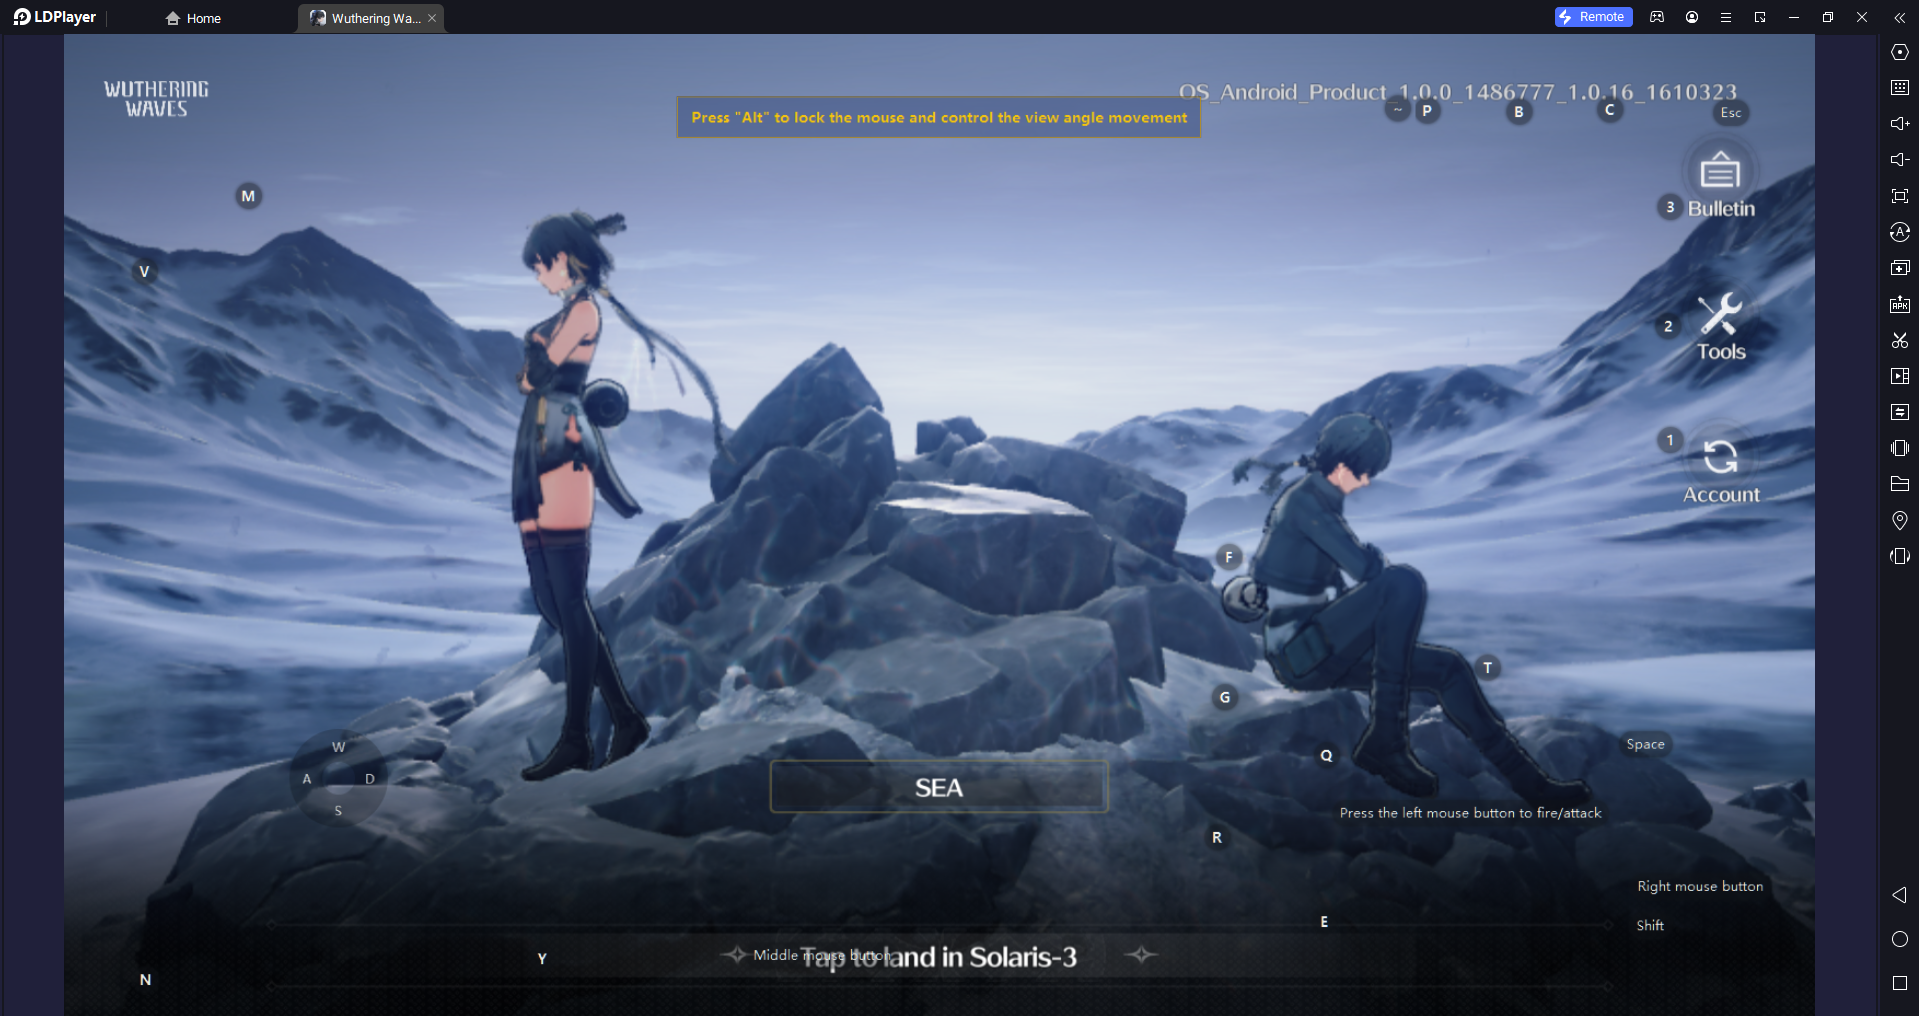 LDPlayer
Home
Wuthering Wa...
Remote
WUTHERING
WAVES
OS_Android_Product_1.0.0_1486777_1.0.16_1610323
Press "Alt" to lock the mouse and control the view angle movement
~
P
B
C
Esc
APK
A
M
3
Bulletin
V
2
Tools
1
Account
F
T
G
W
A
D
S
Space
Q
SEA
Press the left mouse button to fire/attack
R
Right mouse button
E
Shift
Y
Middle mouse button
Tap to land in Solaris-3
N